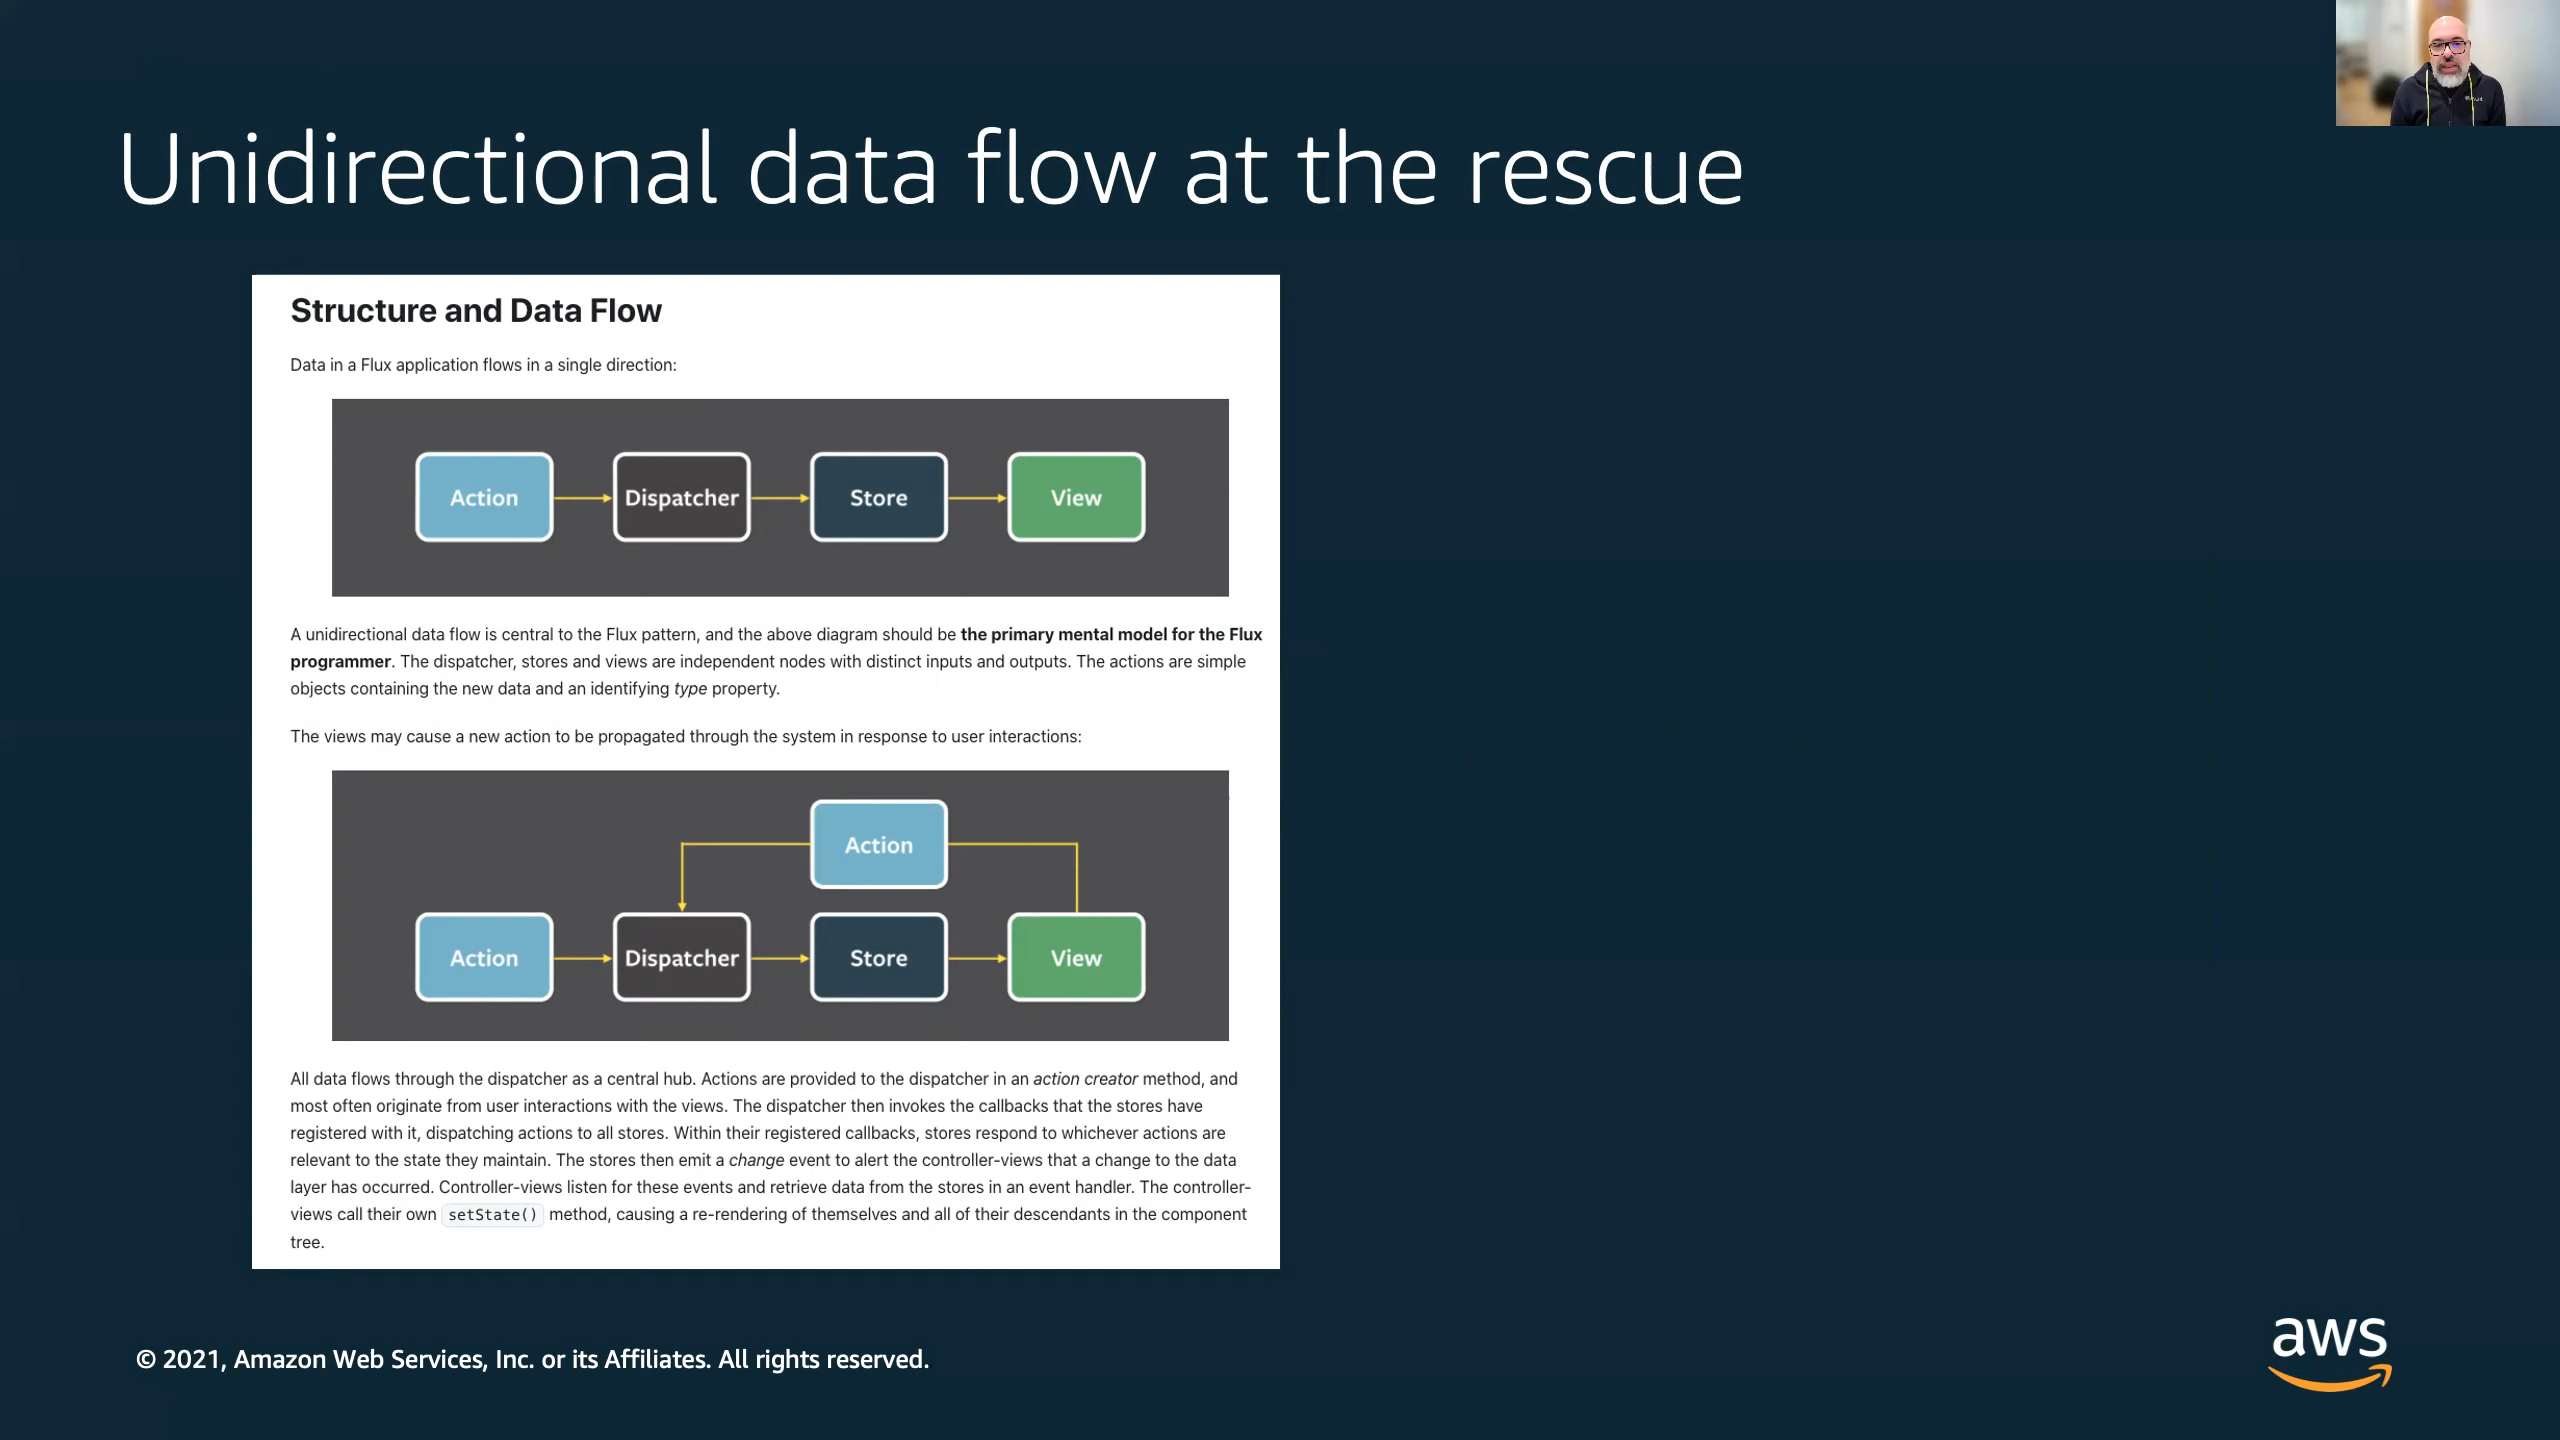 Unidirectional data flow at the rescue
Structure and Data Flow
Data in a Flux application flows in a single direction:
Action
Dispatcher
Store
View
A unidirectional data flow is central to the Flux pattern, and the above diagram should be the primary mental model for the Flux
programmer. The dispatcher, stores and views are independent nodes with distinct inputs and outputs. The actions are simple
objects containing the new data and an identifying type property.
The views may cause a new action to be propagated through the system in response to user interactions:
Action
Action
Dispatcher
Store
View
All data flows through the dispatcher as a central hub. Actions are provided to the dispatcher in an action creator method, and
most often originate from user interactions with the views. The dispatcher then invokes the callbacks that the stores have
registered with it, dispatching actions to all stores. Within their registered callbacks, stores respond to whichever actions are
relevant to the state they maintain. The stores then emit a change event to alert the controller-views that a change to the data
layer has occurred. Controller-views listen for these events and retrieve data from the stores in an event handler. The controller-
views call their own setState() method, causing a re-rendering of themselves and all of their descendants in the component
tree.
© 2021, Amazon Web Services, Inc. or its Affiliates. All rights reserved.
aws